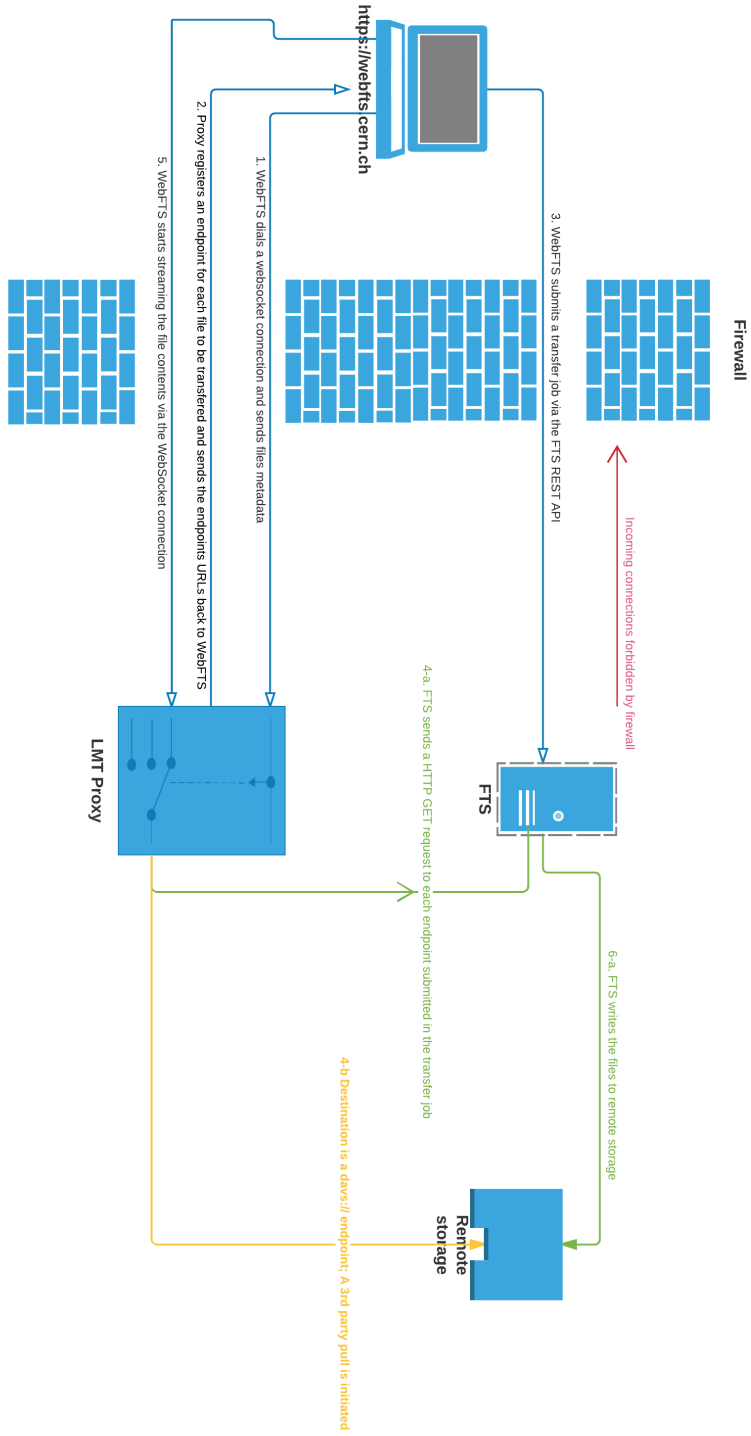 Firewall
Incoming connections forbidden by firewall
6-a. FTS writes the files to remote storage
3. WebFTS submits a transfer job via the FTS REST API
FTS
Remote
storage
4-a. FTS sends a HTTP GET request to each endpoint submitted in the transfer job
https://webfts.cern.ch
4-b Destination is a davs:// endpoint; A 3rd party pull is initiated
1. WebFTS dials a websocket connection and sends files metadata
2. Proxy registers an endpoint for each file to be transfered and sends the endpoints URLs back to WebFTS
5. WebFTS starts streaming the file contents via the WebSocket connection
LMT Proxy